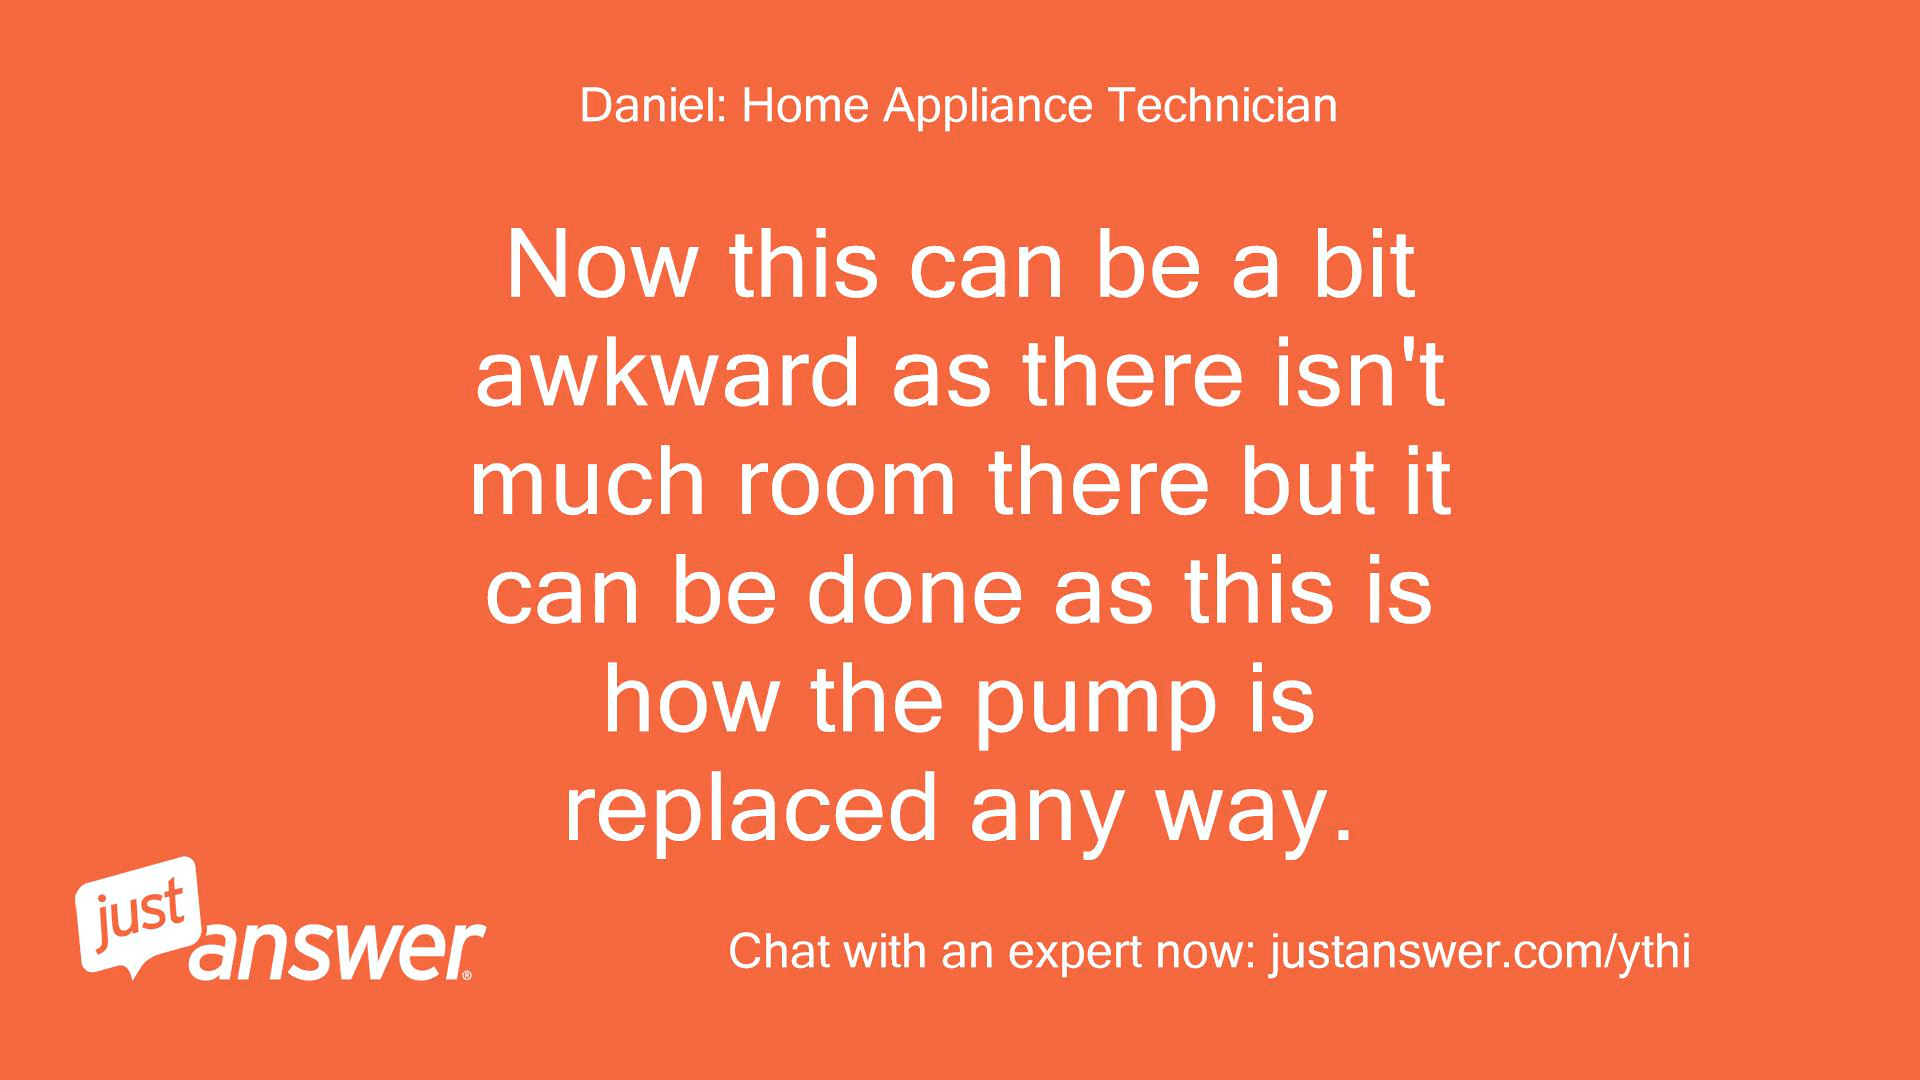 Daniel: Home Appliance Technician
Now this can be a bit
awkward as there isn't
much room there but it
can be done as this is
how the pump is
replaced any way.
just
answer®
Chat with an expert now: justanswer.com/ythi